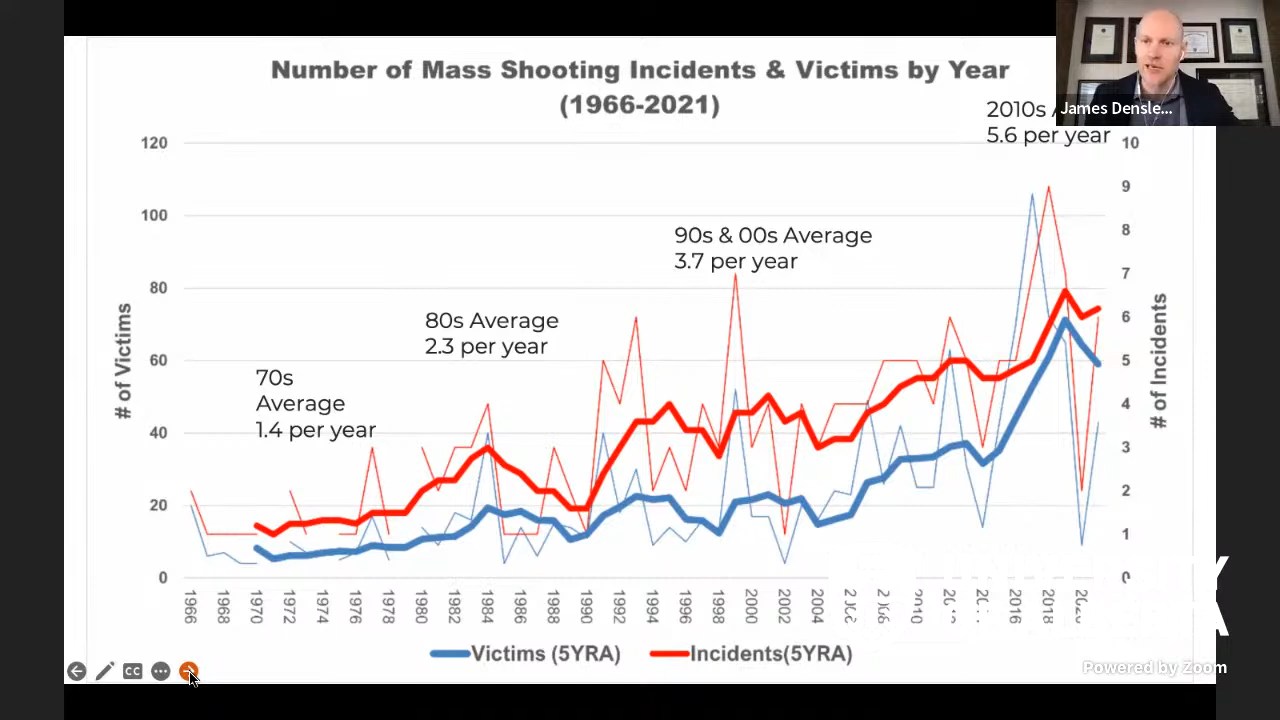 Number of Mass Shooting Incidents & Victims by Year
(1966-2021)
James Densle...
2010s
5.6 per year
90s & 00s Average
3.7 per year
80s Average
2.3 per year
70s
Average
1.4 per year
# of Victims
120
100
80
60
40
20
0
# of Incidents
10
9
8
7
6
5
4
3
2
1
0
1966
1968
1970
1972
1974
1976
1978
1980
1982
1984
1986
1988
1990
1992
1994
1996
1998
2000
2002
2004
2010
2016
2018
Victims (5YRA)
Incidents(5YRA)
CC
Powered by Zoom